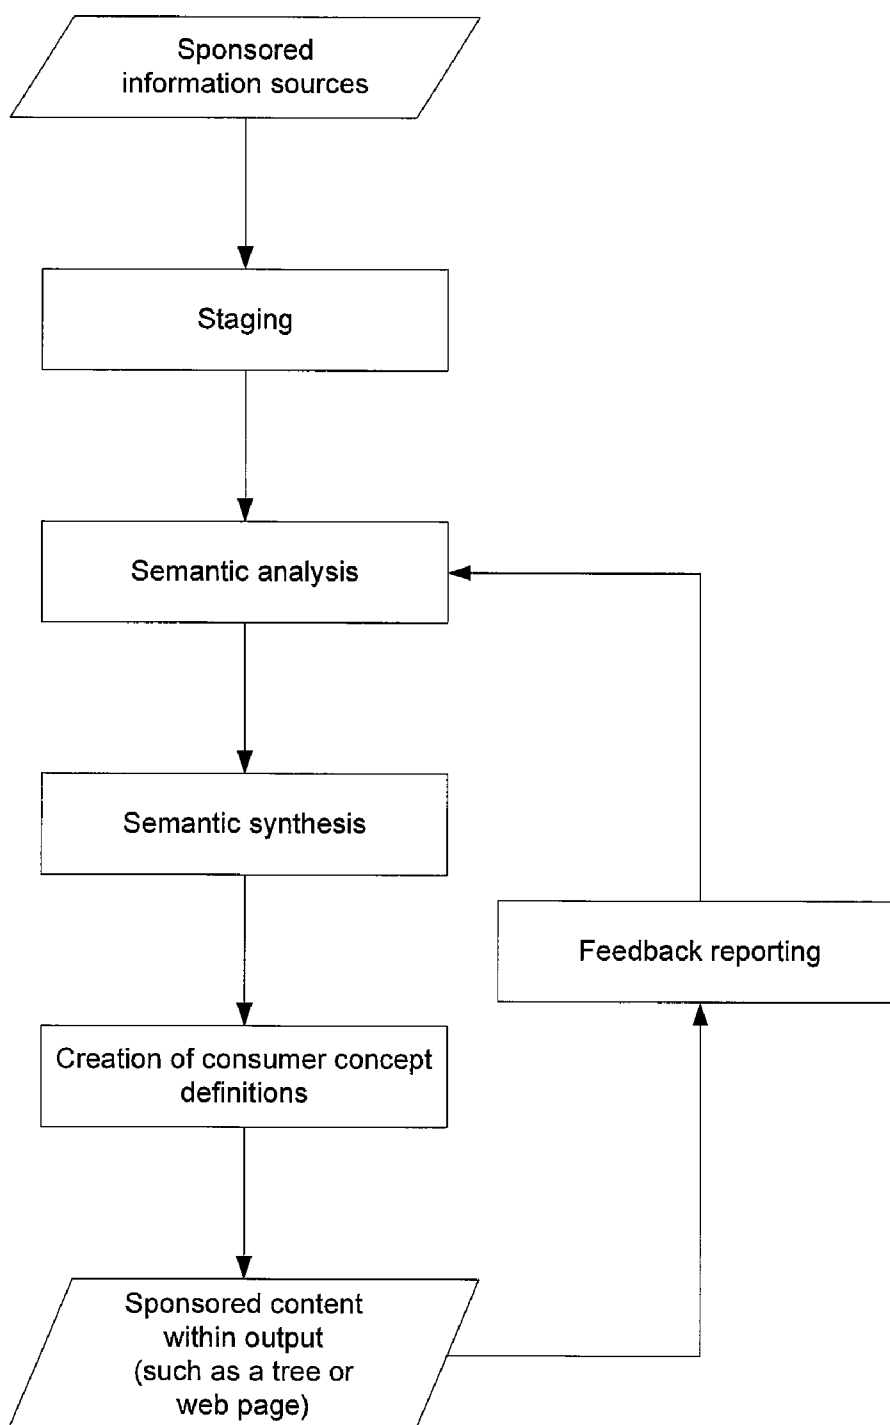 Sponsored
information sources
Staging
Semantic analysis
Semantic synthesis
Feedback reporting
Creation of consumer concept
definitions
Sponsored content
within output
(such as a tree or
web page)